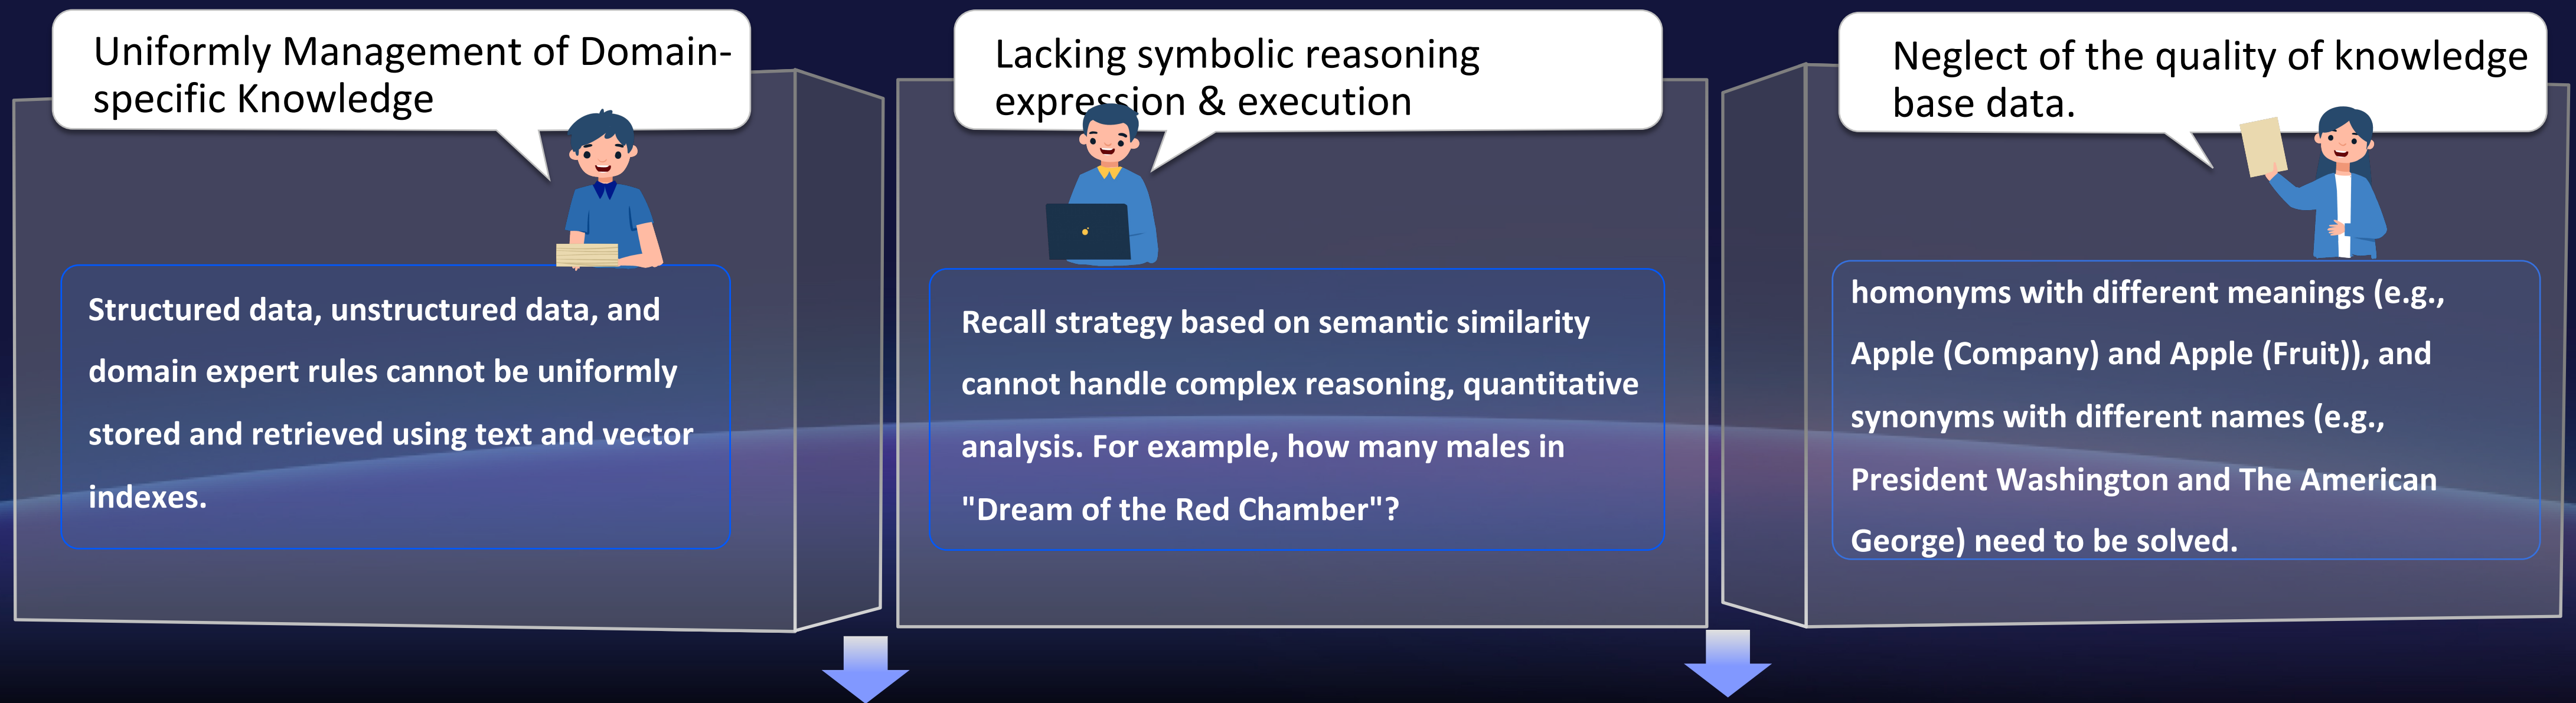 Uniformly Management of Domain-
specific Knowledge
Structured data, unstructured data, and
domain expert rules cannot be uniformly
stored and retrieved using text and vector
indexes.
Lacking symbolic reasoning
expression & execution
Recall strategy based on semantic similarity
cannot handle complex reasoning, quantitative
analysis. For example, how many males in
"Dream of the Red Chamber"?
Neglect of the quality of knowledge
base data.
homonyms with different meanings (e.g.,
Apple (Company) and Apple (Fruit)), and
synonyms with different names (e.g.,
President Washington and The American
George) need to be solved.